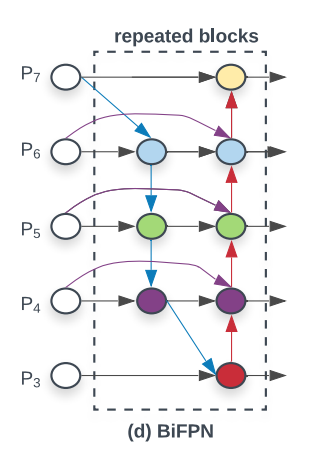 repeated blocks
P7
P6
P5
P4
P3
(d) BiFPN